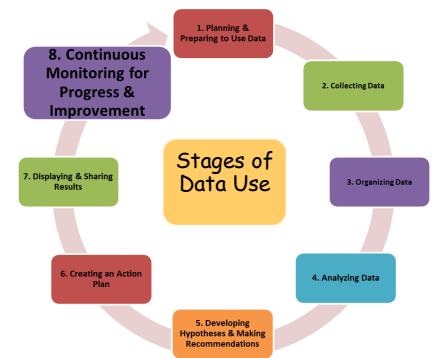 Stages of
Data Use
1. Planning &
Preparing to Use Data
2. Collecting Data
3. Organizing Data
4. Analyzing Data
5. Developing
Hypotheses & Making
Recommendations
6. Creating an Action
Plan
7. Displaying & Sharing
Results
8. Continuous
Monitoring for
Progress &
Improvement